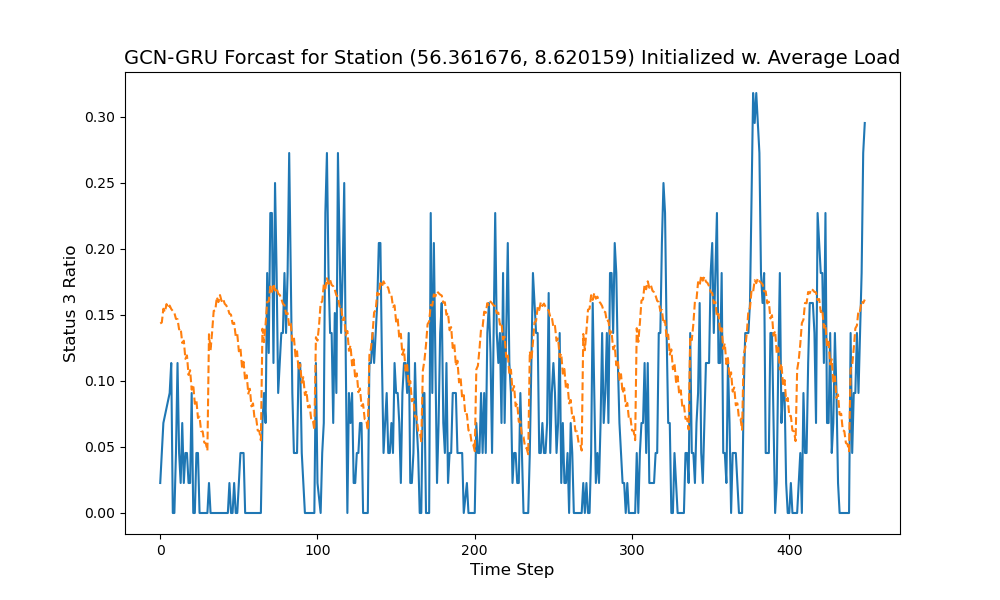 GCN-GRU Forcast for Station (56.361676, 8.620159) Initialized w. Average Load
0.30
0.25
0.20
0.15
0.10
0.05
0.00
Status 3 Ratio
0 100 200 300 400
Time Step